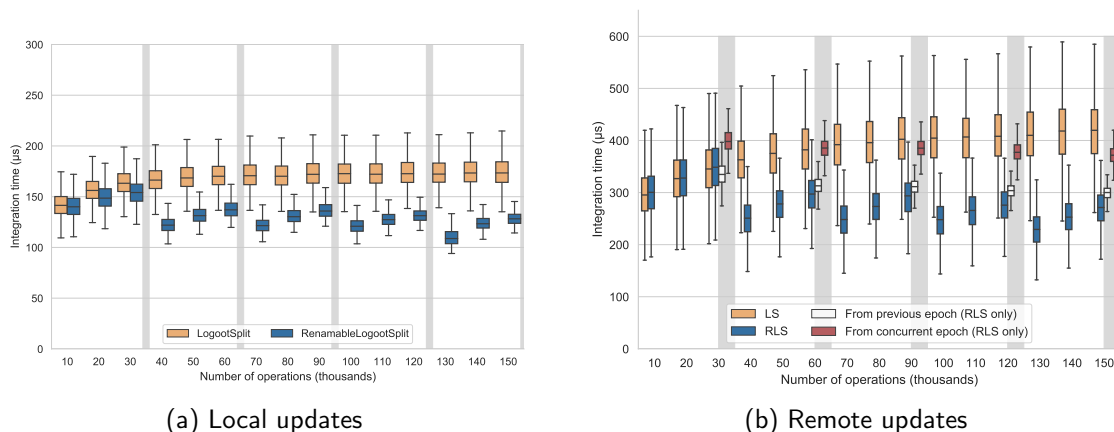 300
250
200
150
100
50
0
Integration time (µs)
LogootSplit
RenamableLogootSplit
10 20 30 40 50 60 70 80 90 100 110 120 130 140 150
Number of operations (thousands)
(a) Local updates
600
500
400
300
200
100
0
Integration time (µs)
LS
RLS
From previous epoch (RLS only)
From concurrent epoch (RLS only)
10 20 30 40 50 60 70 80 90 100 110 120 130 140 150
Number of operations (thousands)
(b) Remote updates